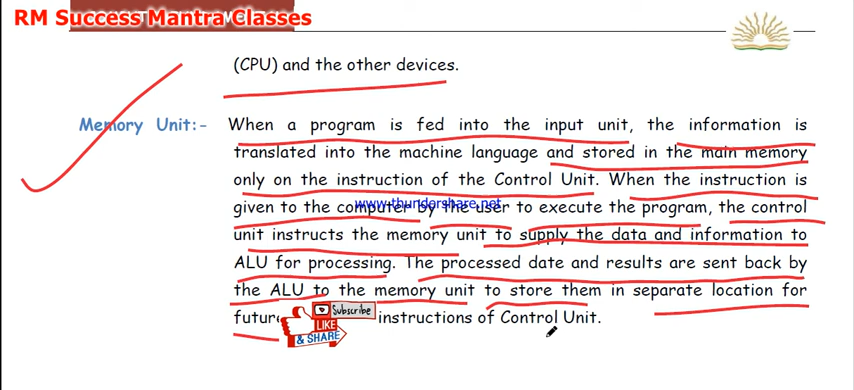 RM Success Mantra Classes
(CPU) and the other devices.
Memory Unit:- When a program is fed into the input unit, the information is
translated into the machine language and stored in the main memory
only on the instruction of the Control Unit. When the instruction is
www.thundershare.net
given to the computer by the user to execute the program, the control
unit instructs the memory unit to supply the data and information to
ALU for processing. The processed date and results are sent back by
the ALU to the memory unit to store them in separate location for
Subscribe
future instructions of Control Unit.
LIKE
& SHARE